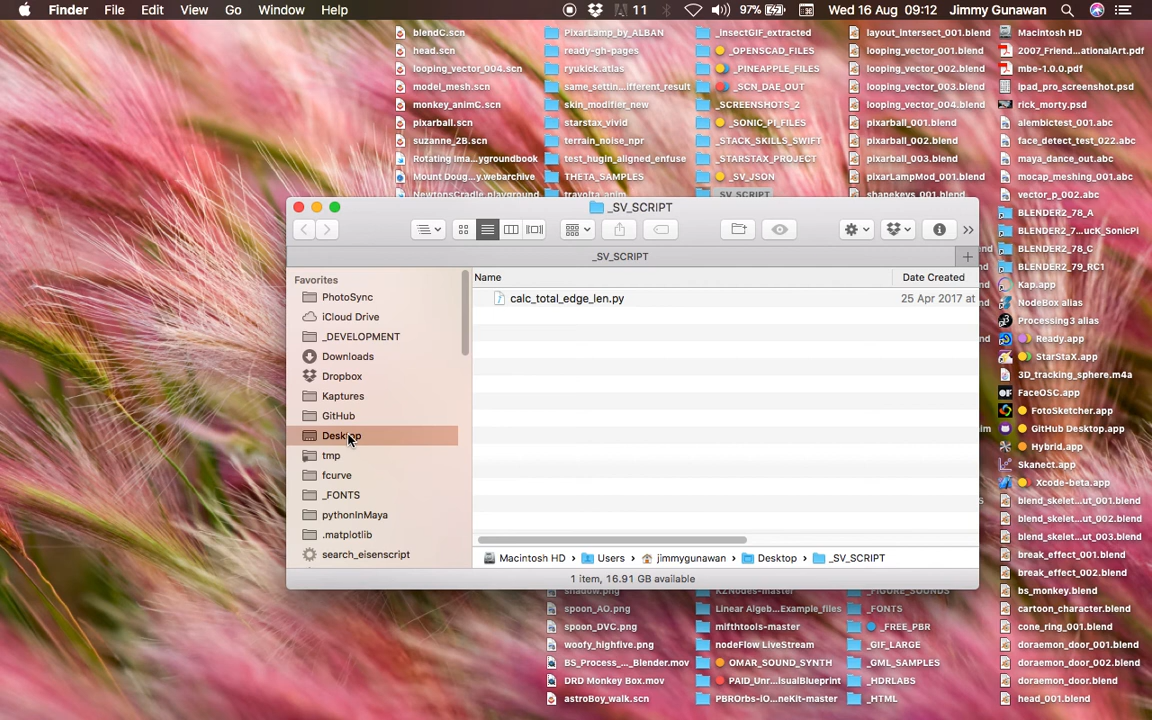 Finder File Edit View Go Window Help 11 97% Wed 16 Aug 09:12 Jimmy Gunawan
blendC.scn
head.scn
looping_vector_004.scn
model_mesh.scn
monkey_animC.scn
pixarball.scn
suzanne_2B.scn
Rotating Ima...ygroundbook
Mount Doug...y.webarchive
NewtonsCradle.playground
PixarLamp_by_ALBAN
ready-gh-pages
ryukick.atlas
same_settin...ifferent_result
skin_modifier_new
starstax_vivid
terrain_noise_npr
test_hugin_aligned_enfuse
THETA_SAMPLES
travolta_anim
_InsectGIF_extracted
_OPENSCAD_FILES
_PINEAPPLE_FILES
_SCN_DAE_OUT
_SCREENSHOTS_2
_SONIC_PI_FILES
_STACK_SKILLS_SWIFT
_STARSTAX_PROJECT
_SV_JSON
_SV_SCRIPT
layout_intersect_001.blend
looping_vector_001.blend
looping_vector_002.blend
looping_vector_003.blend
looping_vector_004.blend
pixarball_001.blend
pixarball_002.blend
pixarball_003.blend
pixarLampMod_001.blend
shapekeys_001.blend
Macintosh HD
2007_Friend...ationalArt.pdf
mbe-1.0.0.pdf
ipad_pro_screenshot.psd
rick_morty.psd
alembictest_001.abc
face_detect_test_022.abc
maya_dance_out.abc
mocap_meshing_001.abc
vector_p_002.abc
BLENDER2_78_A
BLENDER2_7...ucK_SonicPI
BLENDER2_78_C
BLENDER2_79_RC1
Kap.app
NodeBox alias
Processing3 alias
Ready.app
StarStaX.app
3D_tracking_sphere.m4a
FaceOSC.app
FotoSketcher.app
GitHub Desktop.app
Hybrid.app
Skanect.app
Xcode-beta.app
blend_skelet...ut_001.blend
blend_skelet...ut_002.blend
blend_skelet...ut_003.blend
break_effect_001.blend
break_effect_002.blend
bs_monkey.blend
cartoon_character.blend
cone_ring_001.blend
doraemon_door_001.blend
doraemon_door_002.blend
doraemon_door.blend
head_001.blend
_SV_SCRIPT
_SV_SCRIPT
Favorites
PhotoSync
iCloud Drive
_DEVELOPMENT
Downloads
Dropbox
Kaptures
GitHub
Desktop
tmp
fcurve
_FONTS
pythonInMaya
.matplotlib
search_eisenscript
Name Date Created
calc_total_edge_len.py 25 Apr 2017 at
Macintosh HD › Users › jimmygunawan › Desktop › _SV_SCRIPT
1 item, 16.91 GB available
shadow.png
spoon_AO.png
spoon_DVC.png
woofy_highfive.png
BS_Process_..._Blender.mov
DRD Monkey Box.mov
astroBoy_walk.scn
KZNodes-master
Linear Algeb...Example_files
mifthtools-master
nodeFlow LiveStream
OMAR_SOUND_SYNTH
PAID_Unr...lsualBlueprint
PBROrbs-IO...neKit-master
_FIGURE_SOUNDS
_FONTS
_FREE_PBR
_GIF_LARGE
_GML_SAMPLES
_HDRLABS
_HTML